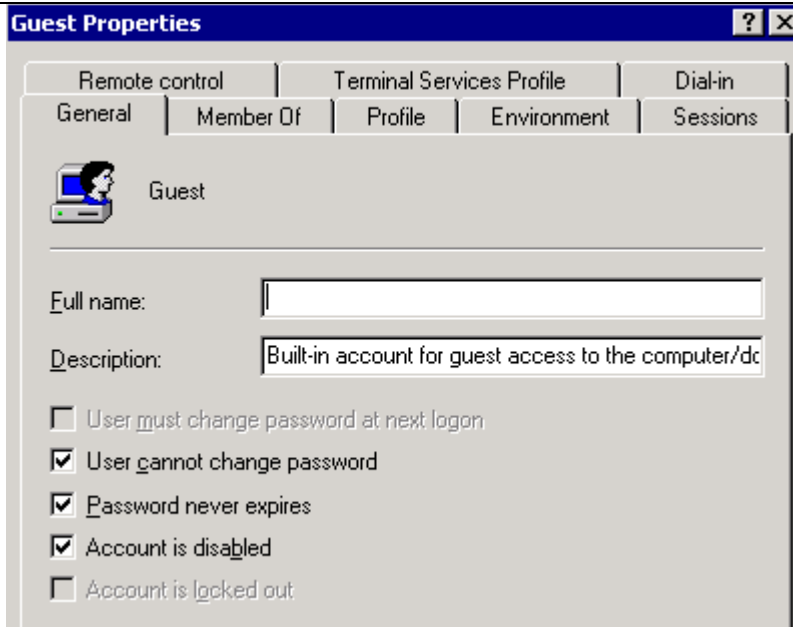 Guest Properties
Remote control Terminal Services Profile Dial-in
General Member Of Profile Environment Sessions
Guest
Full name:
Description: Built-in account for guest access to the computer/dc
User must change password at next logon
User cannot change password
Password never expires
Account is disabled
Account is locked out